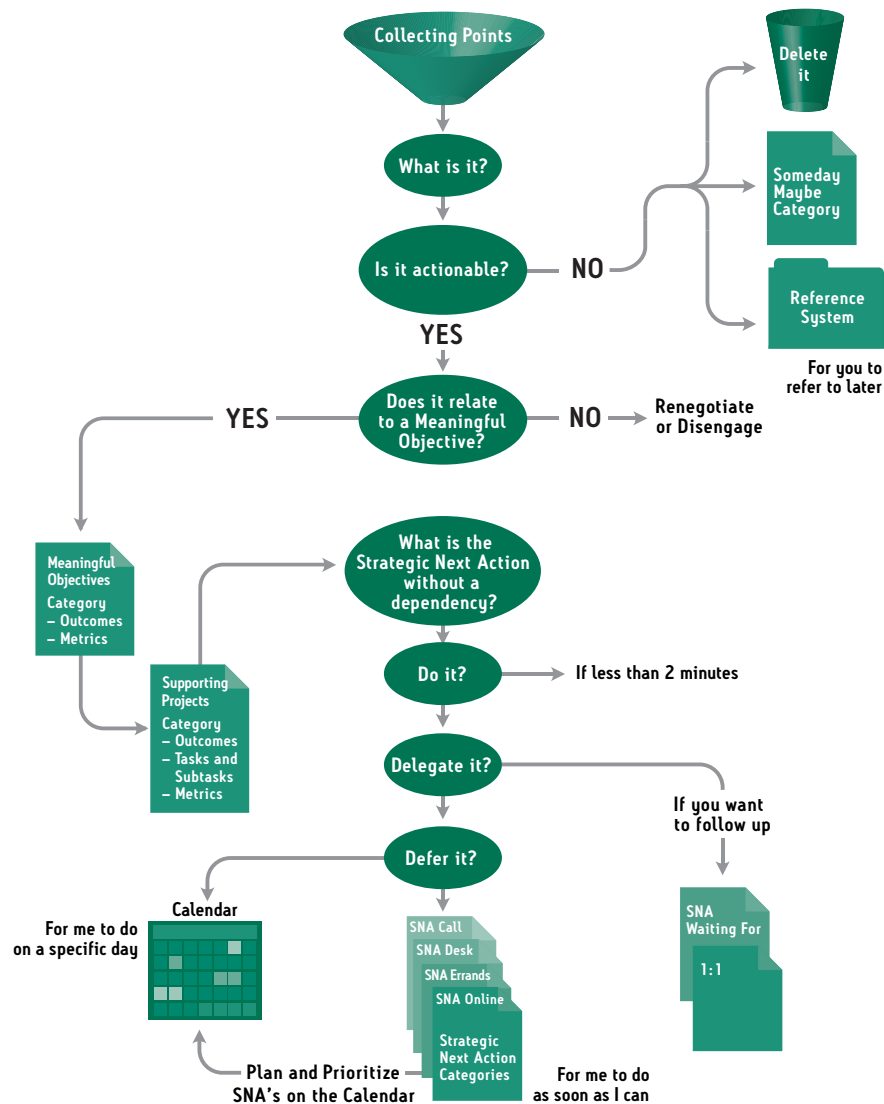 Collecting Points
Delete
it
What is it?
Someday
Maybe
Category
Is it actionable?
NO
Reference
System
YES
For you to
refer to later
Does it relate
to a Meaningful
Objective?
YES
NO
Renegotiate
or Disengage
What is the
Strategic Next Action
without a
dependency?
Meaningful
Objectives
Category
– Outcomes
– Metrics
Do it?
If less than 2 minutes
Supporting
Projects
Category
– Outcomes
– Tasks and
Subtasks
– Metrics
Delegate it?
If you want
to follow up
Defer it?
Calendar
For me to do
on a specific day
SNA Call
SNA Desk
SNA Errands
SNA Online
Strategic
Next Action
Categories
SNA
Waiting For
1:1
Plan and Prioritize
SNA's on the Calendar
For me to do
as soon as I can